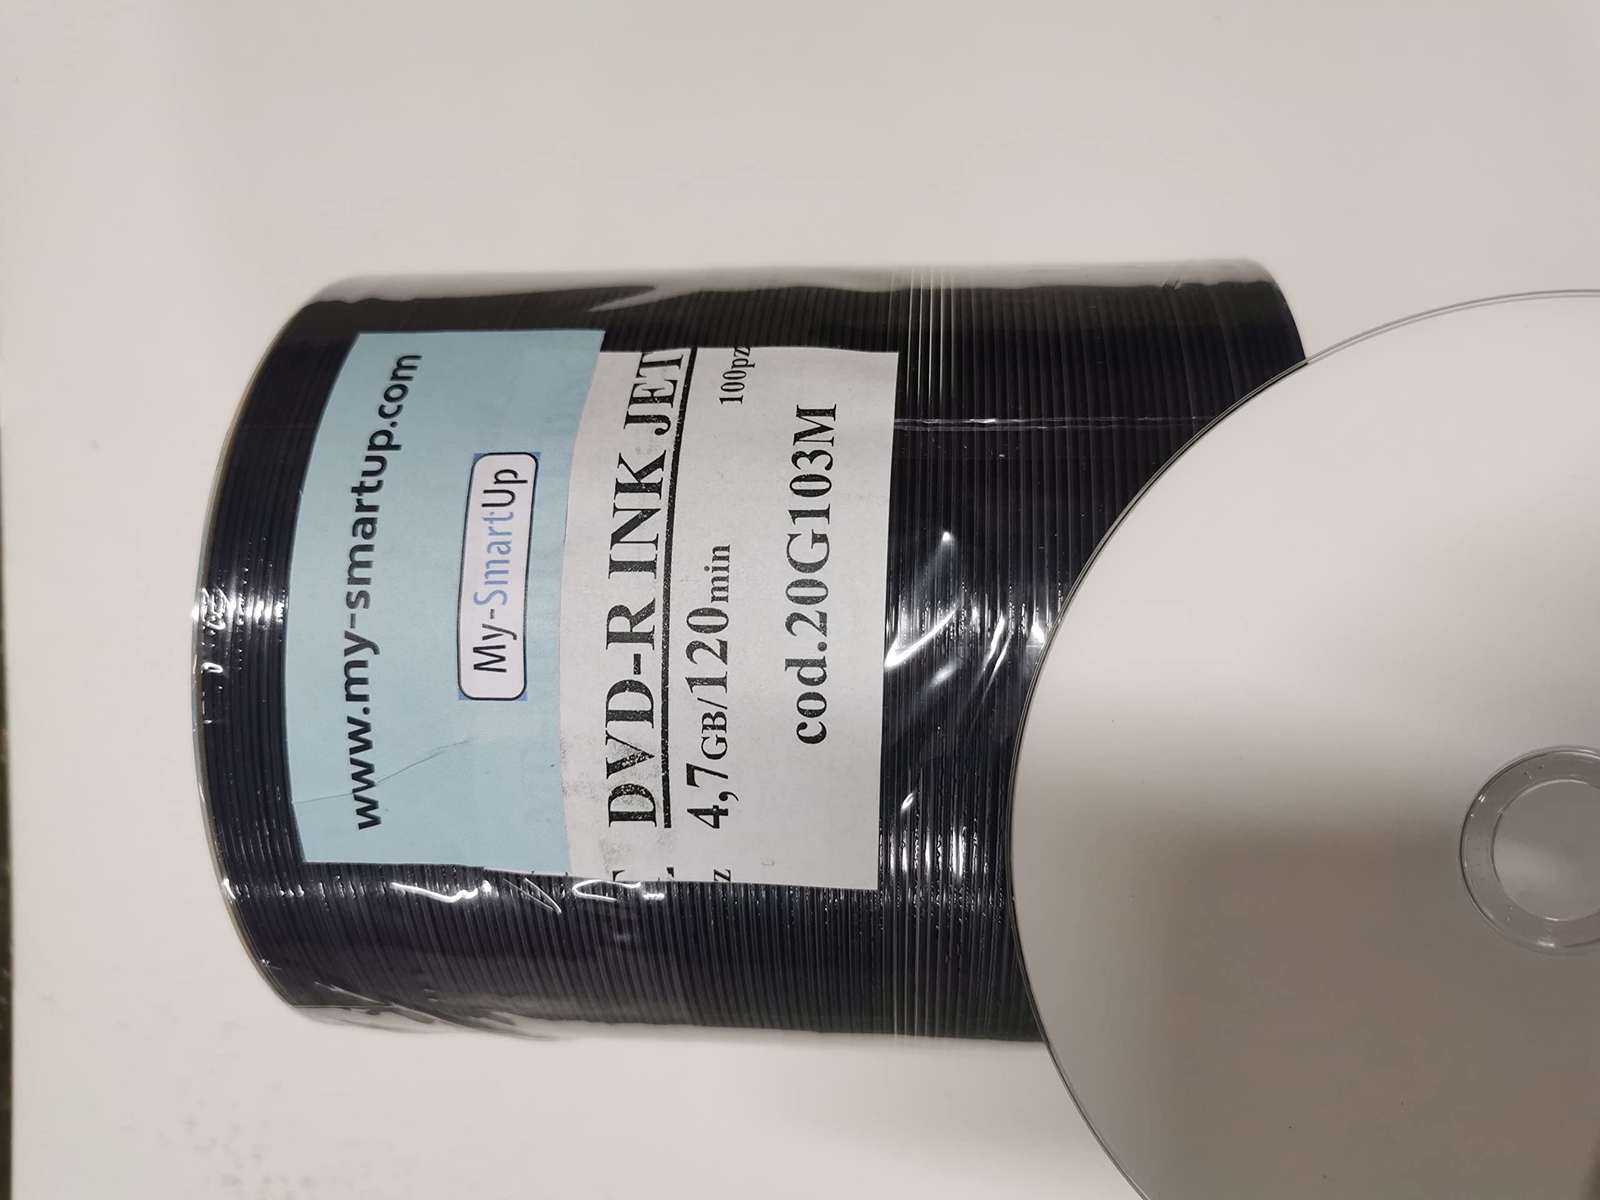 www.my-smartup.com
My-SmartUp
DVD-R INK JET
4,7GB/120min 100pz
cod.20G103M